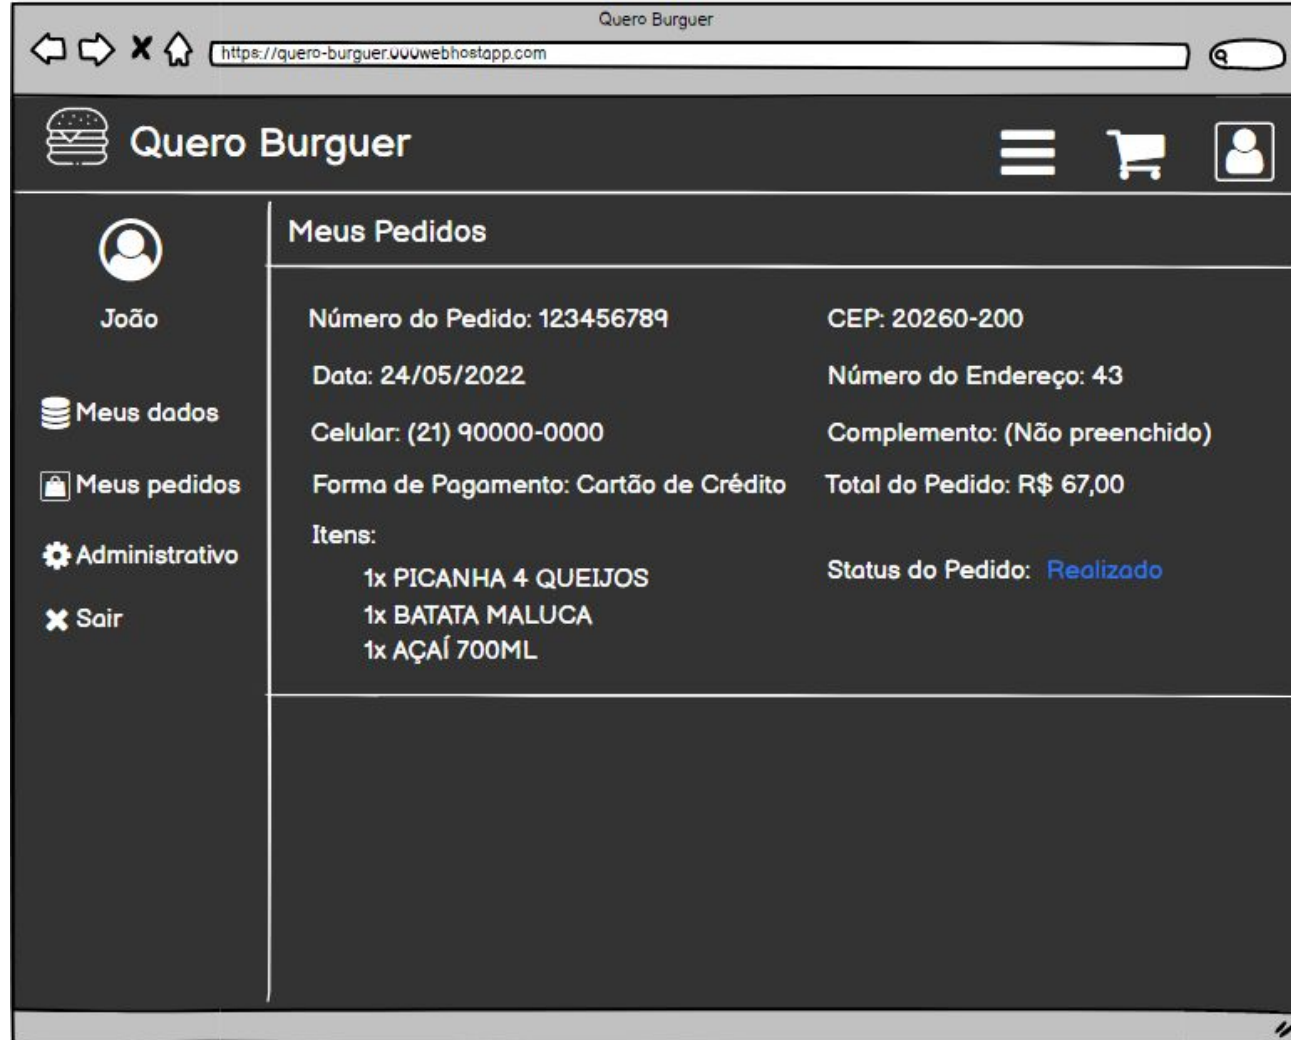 Quero Burguer
https://quero-burguer.000webhostapp.com
Quero Burguer
João
Meus dados
Meus pedidos
Administrativo
Sair
Meus Pedidos
Número do Pedido: 123456789
Data: 24/05/2022
Celular: (21) 90000-0000
Forma de Pagamento: Cartão de Crédito
Itens:
1x PICANHA 4 QUEIJOS
1x BATATA MALUCA
1x AÇAÍ 700ML
CEP: 20260-200
Número do Endereço: 43
Complemento: (Não preenchido)
Total do Pedido: R$ 67,00
Status do Pedido: Realizado